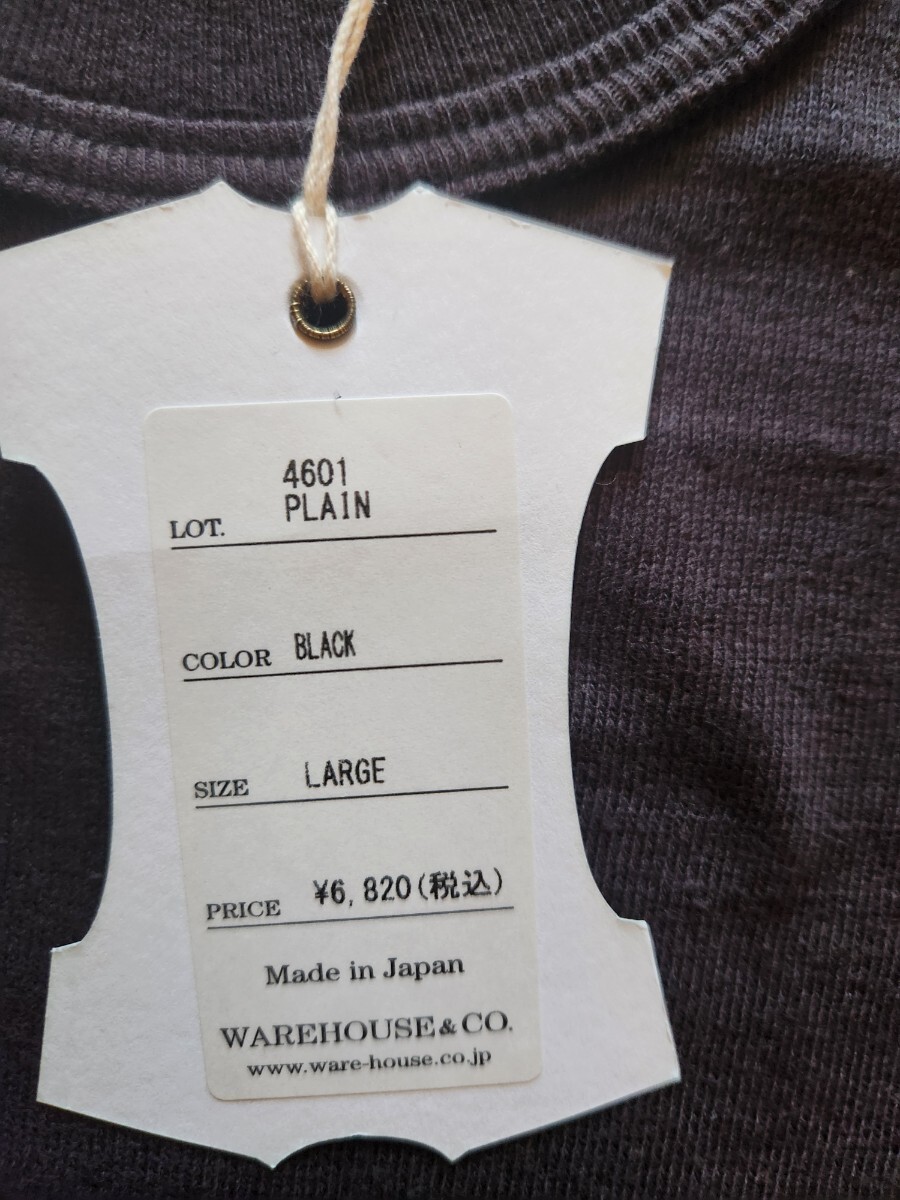 4601
LOT. PLAIN
COLOR BLACK
SIZE LARGE
PRICE ¥6,820(税込)
Made in Japan
WAREHOUSE & CO.
www.ware-house.co.jp